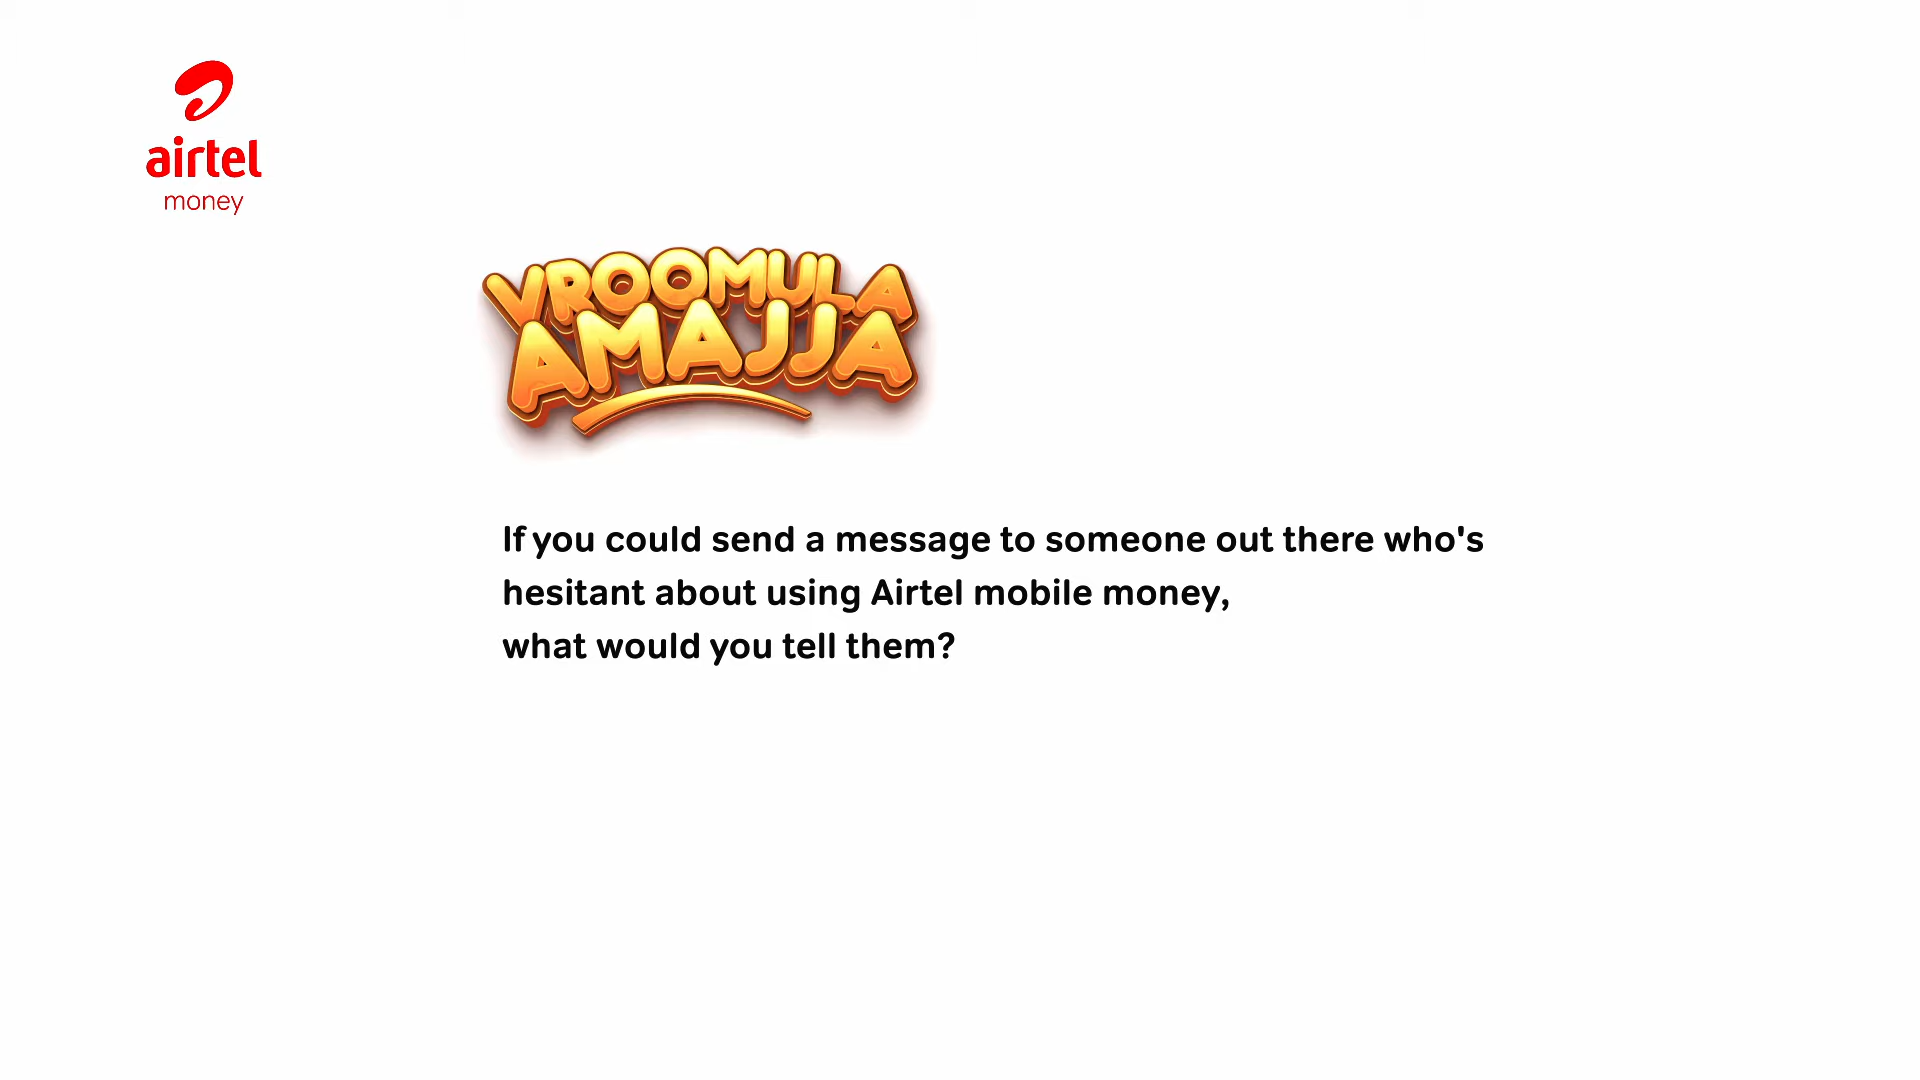 airtel
money
VROOMULA
AMAJJA
If you could send a message to someone out there who's
hesitant about using Airtel mobile money,
what would you tell them?